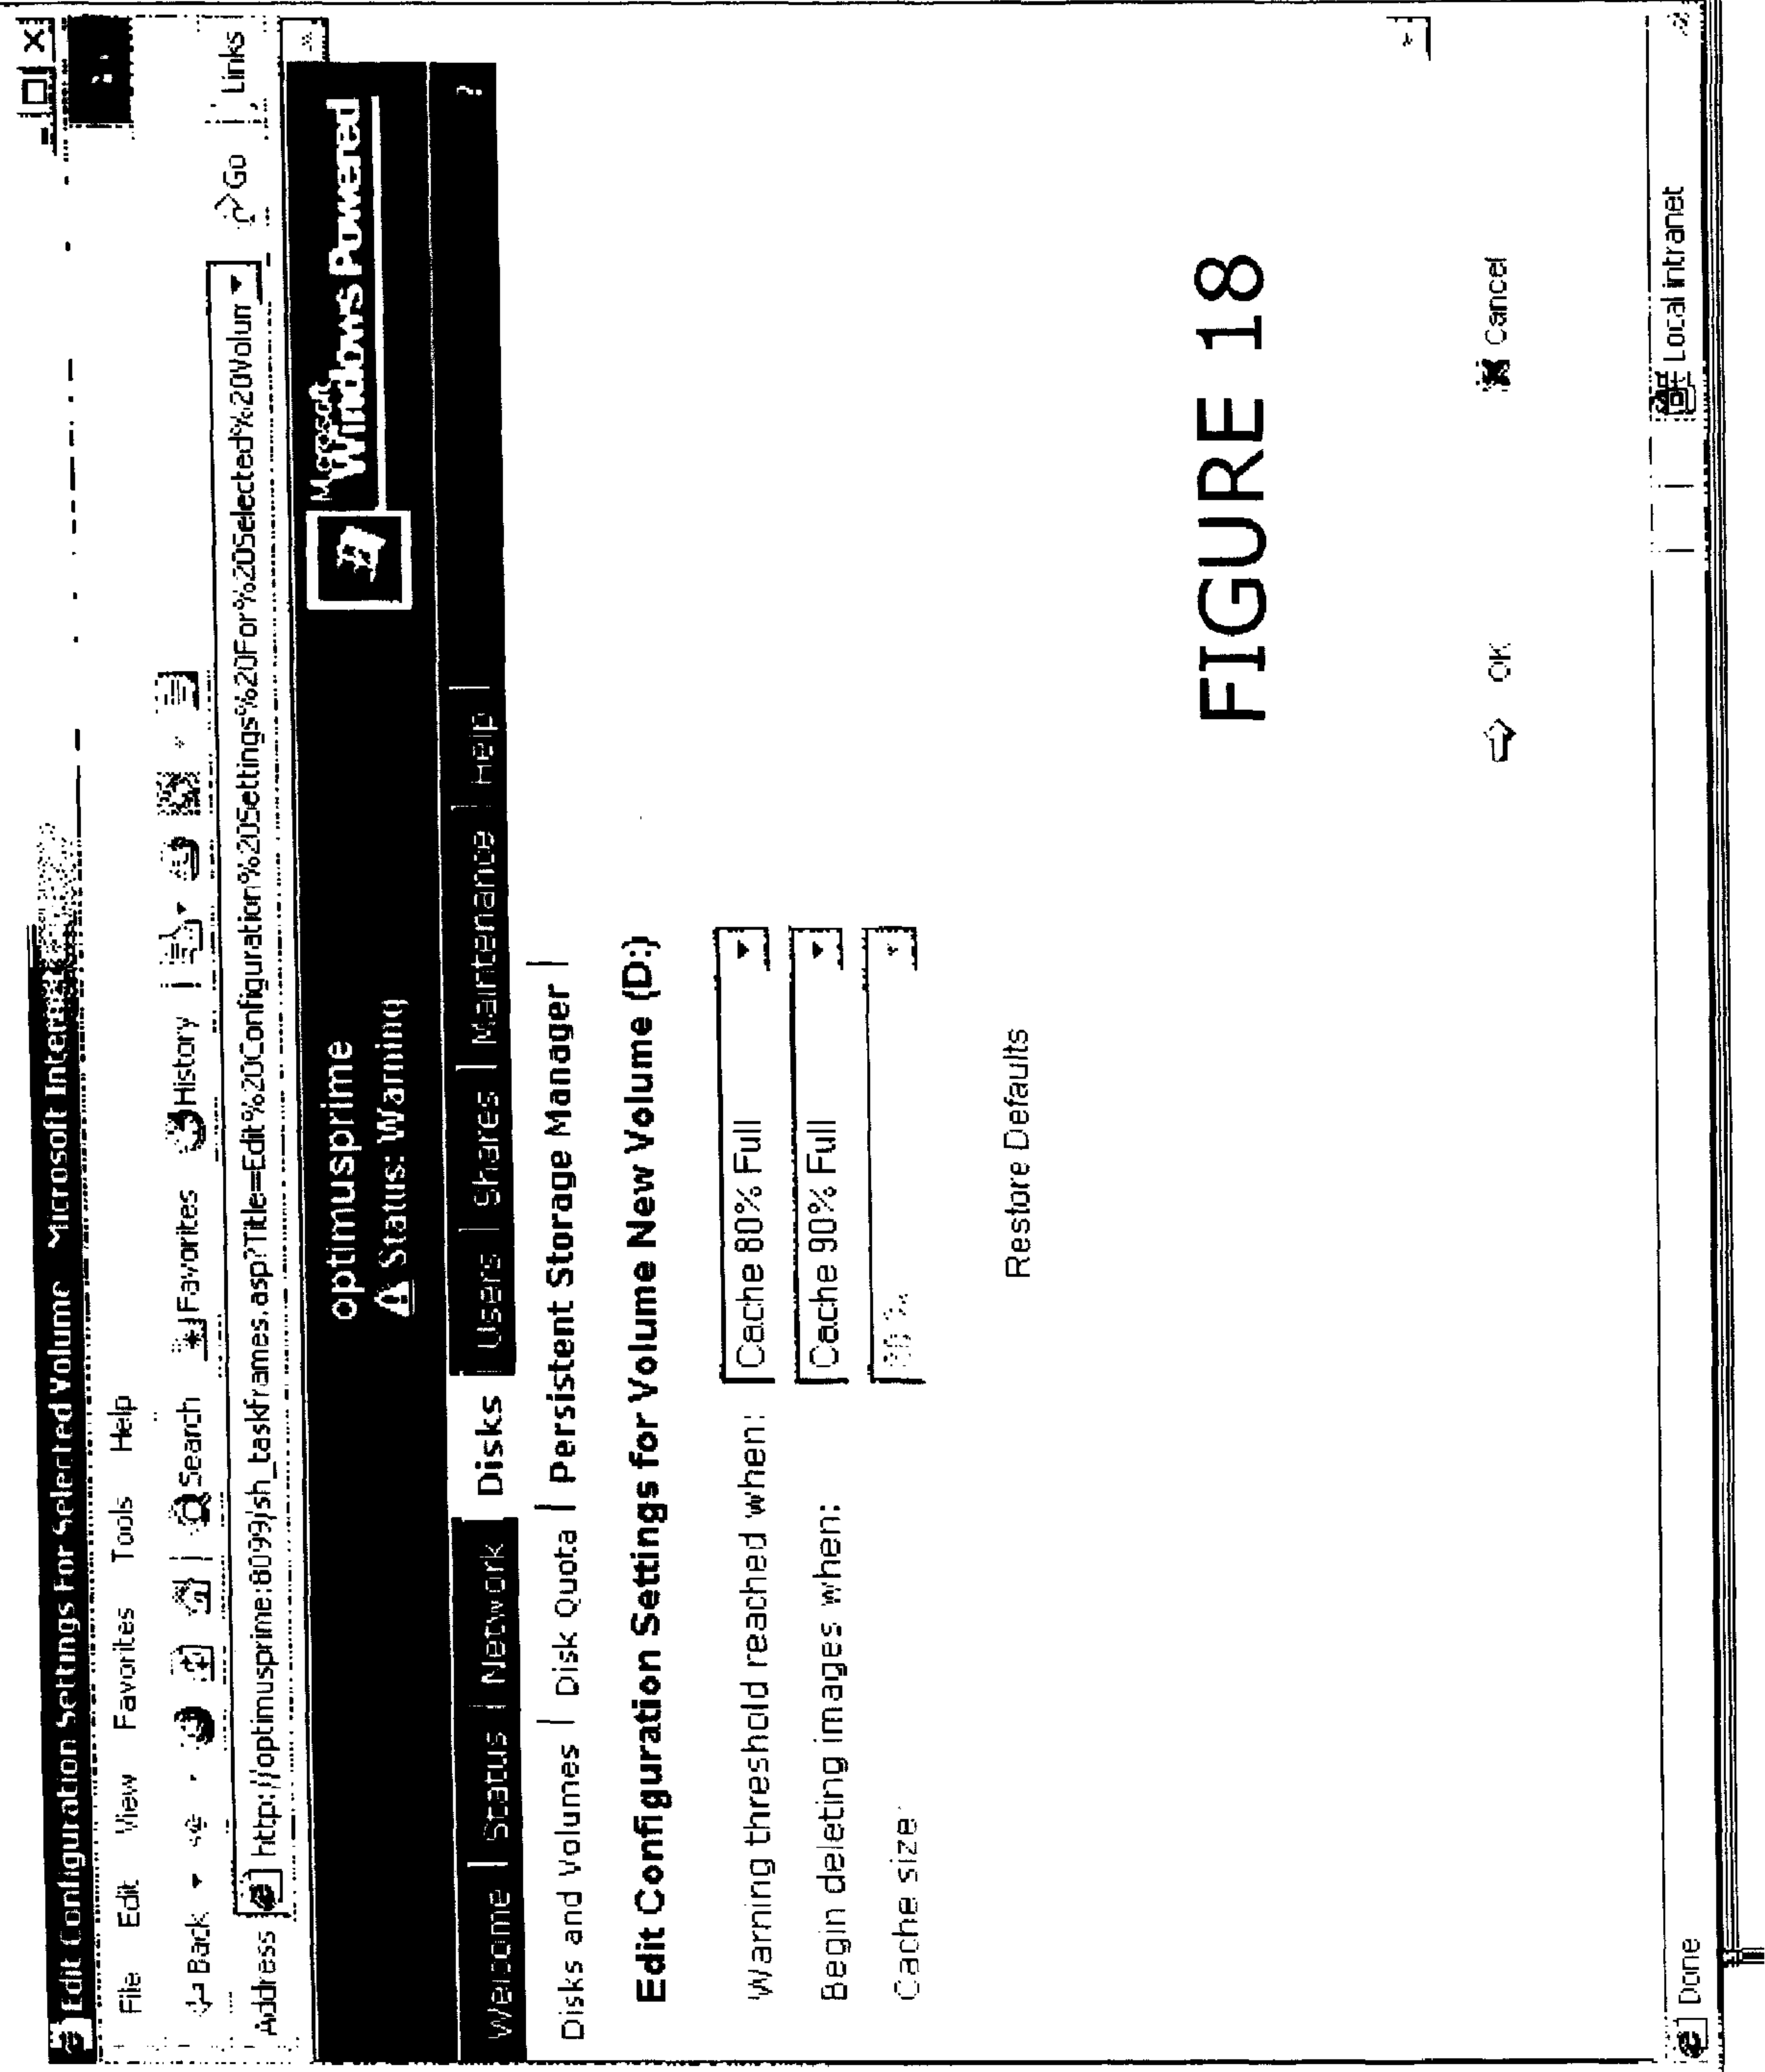 Edit Configuration Settings For Selected Volume Microsoft
File Edit View Favorites Tools Help
Back Search Favorites History
Address http://optimusprime:8099/sh_taskframes.asp?Title=Edit%20Configuration%20Settings%20For%20Selected%20Volum Go Links
optimusprime
Status: Warning
Microsoft
Windows Powered
Welcome | Status | Network Disks Users | Shares | Maintenance | Help | ?
Disks and Volumes | Disk Quota | Persistent Storage Manager |
Edit Configuration Settings for Volume New Volume (D:)
Warning threshold reached when: Cache 80% Full
Begin deleting images when: Cache 90% Full
Cache size:
Restore Defaults
FIGURE 18
OK Cancel
Done Local intranet